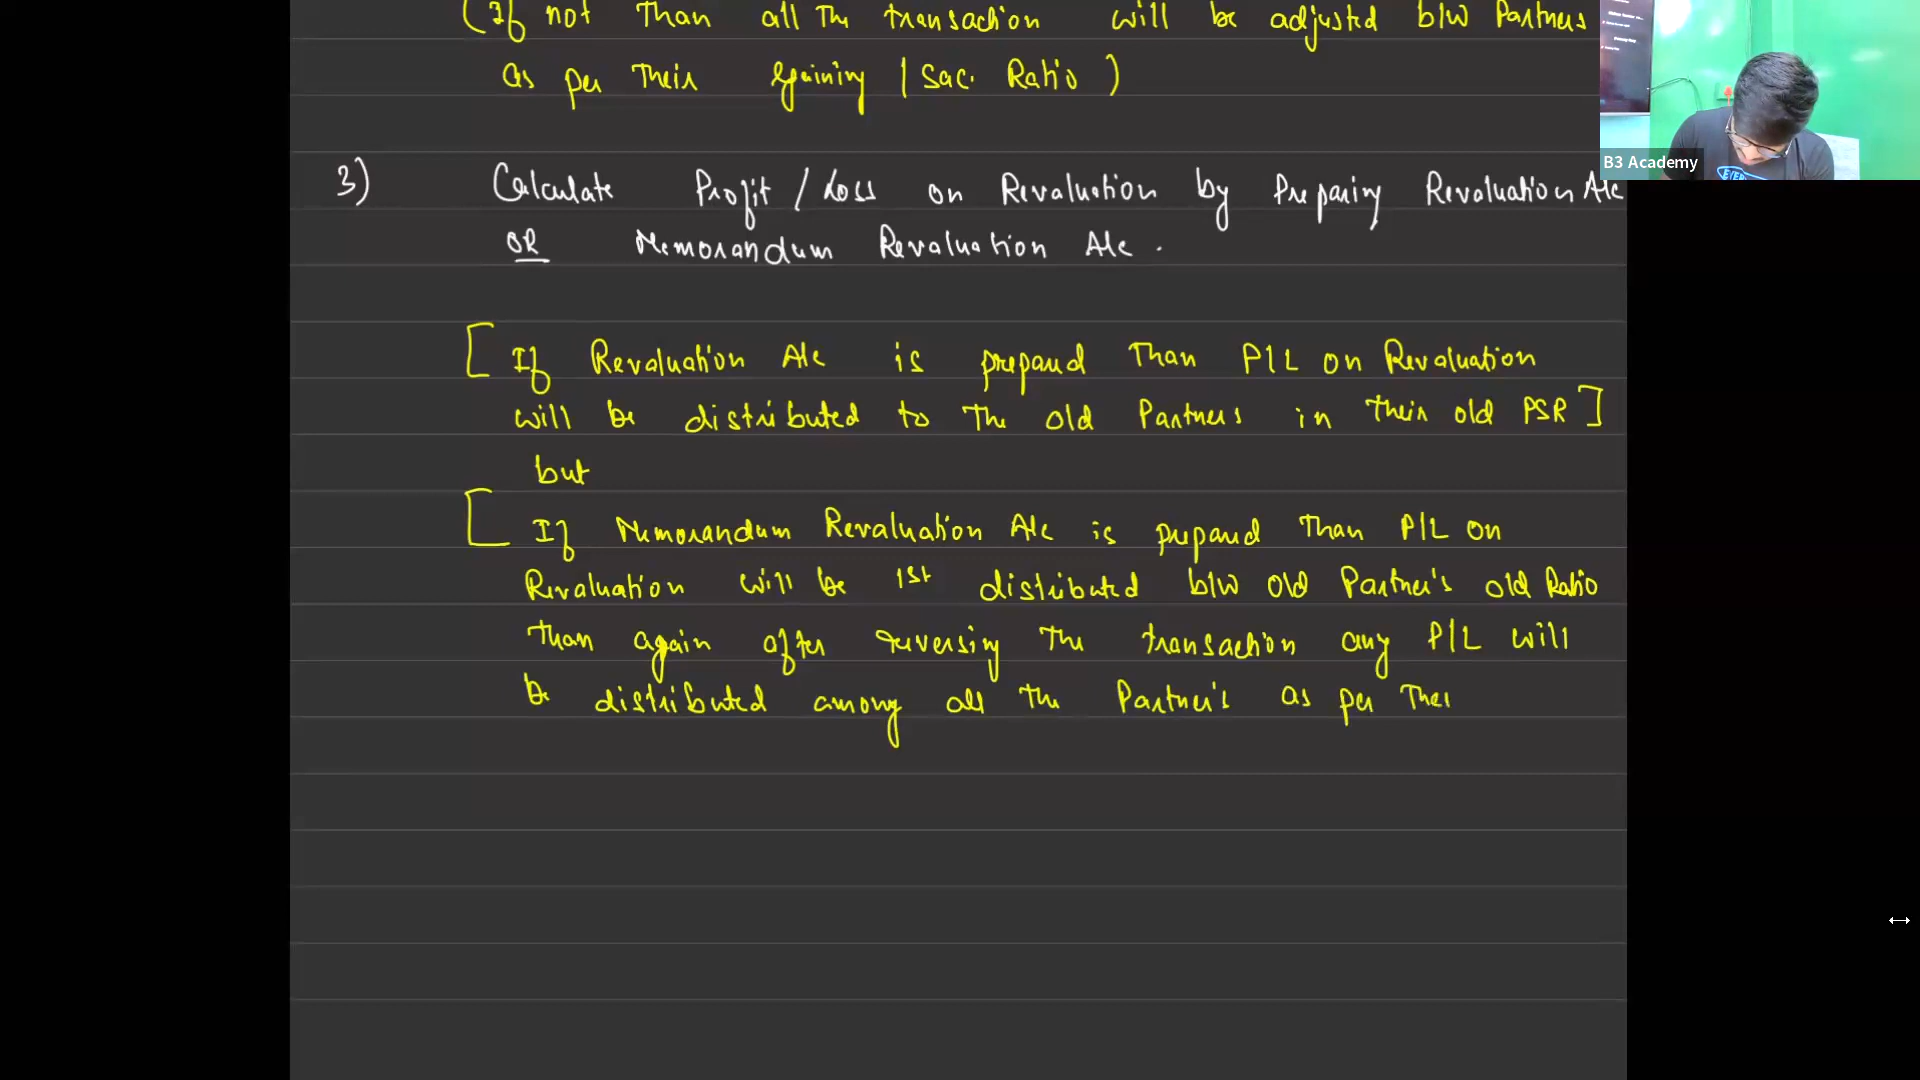 (If not Than all The transaction will be adjusted b/w Partners
as per Their Gaining / Sac. Ratio )
B3 Academy
3) Calculate Profit / Loss on Revaluation by Preparing Revaluation A/c
OR Memorandum Revaluation A/c .
[ If Revaluation A/c is prepared Than P/L on Revaluation
will be distributed to The old Partners in Their old PSR ]
but
[ If Memorandum Revaluation A/c is prepared Than P/L on
Revaluation will be 1st distributed b/w old Partner's old Ratio
Than again after reversing The transaction any P/L will
be distributed among all The Partner's as per Thei